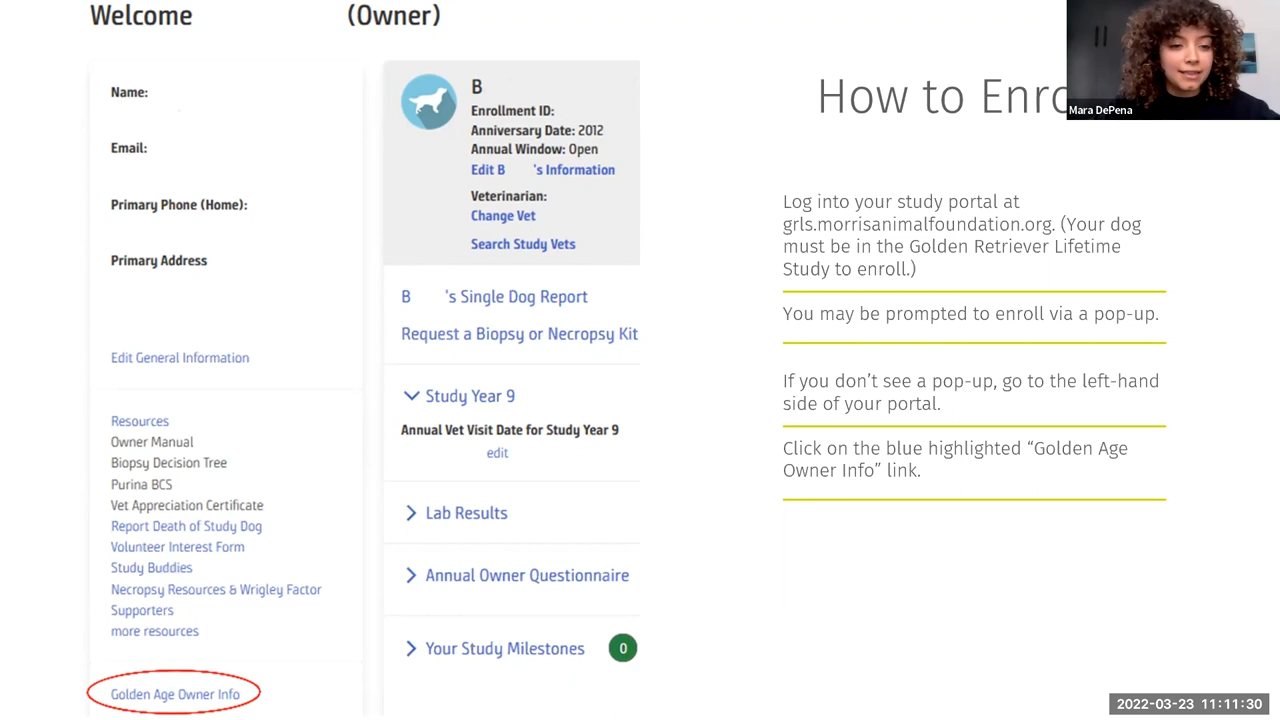 Welcome (Owner)
Name:
Email:
Primary Phone (Home):
Primary Address
Edit General Information
Resources
Owner Manual
Biopsy Decision Tree
Purina BCS
Vet Appreciation Certificate
Report Death of Study Dog
Volunteer Interest Form
Study Buddies
Necropsy Resources & Wrigley Factor
Supporters
more resources
Golden Age Owner Info
B
Enrollment ID:
Anniversary Date: 2012
Annual Window: Open
Edit B 's Information
Veterinarian:
Change Vet
Search Study Vets
B 's Single Dog Report
Request a Biopsy or Necropsy Kit
Study Year 9
Annual Vet Visit Date for Study Year 9
edit
Lab Results
Annual Owner Questionnaire
Your Study Milestones 0
How to Enro
Mara DePena
Log into your study portal at
grls.morrisanimalfoundation.org. (Your dog
must be in the Golden Retriever Lifetime
Study to enroll.)
You may be prompted to enroll via a pop-up.
If you don’t see a pop-up, go to the left-hand
side of your portal.
Click on the blue highlighted “Golden Age
Owner Info” link.
2022-03-23 11:11:30